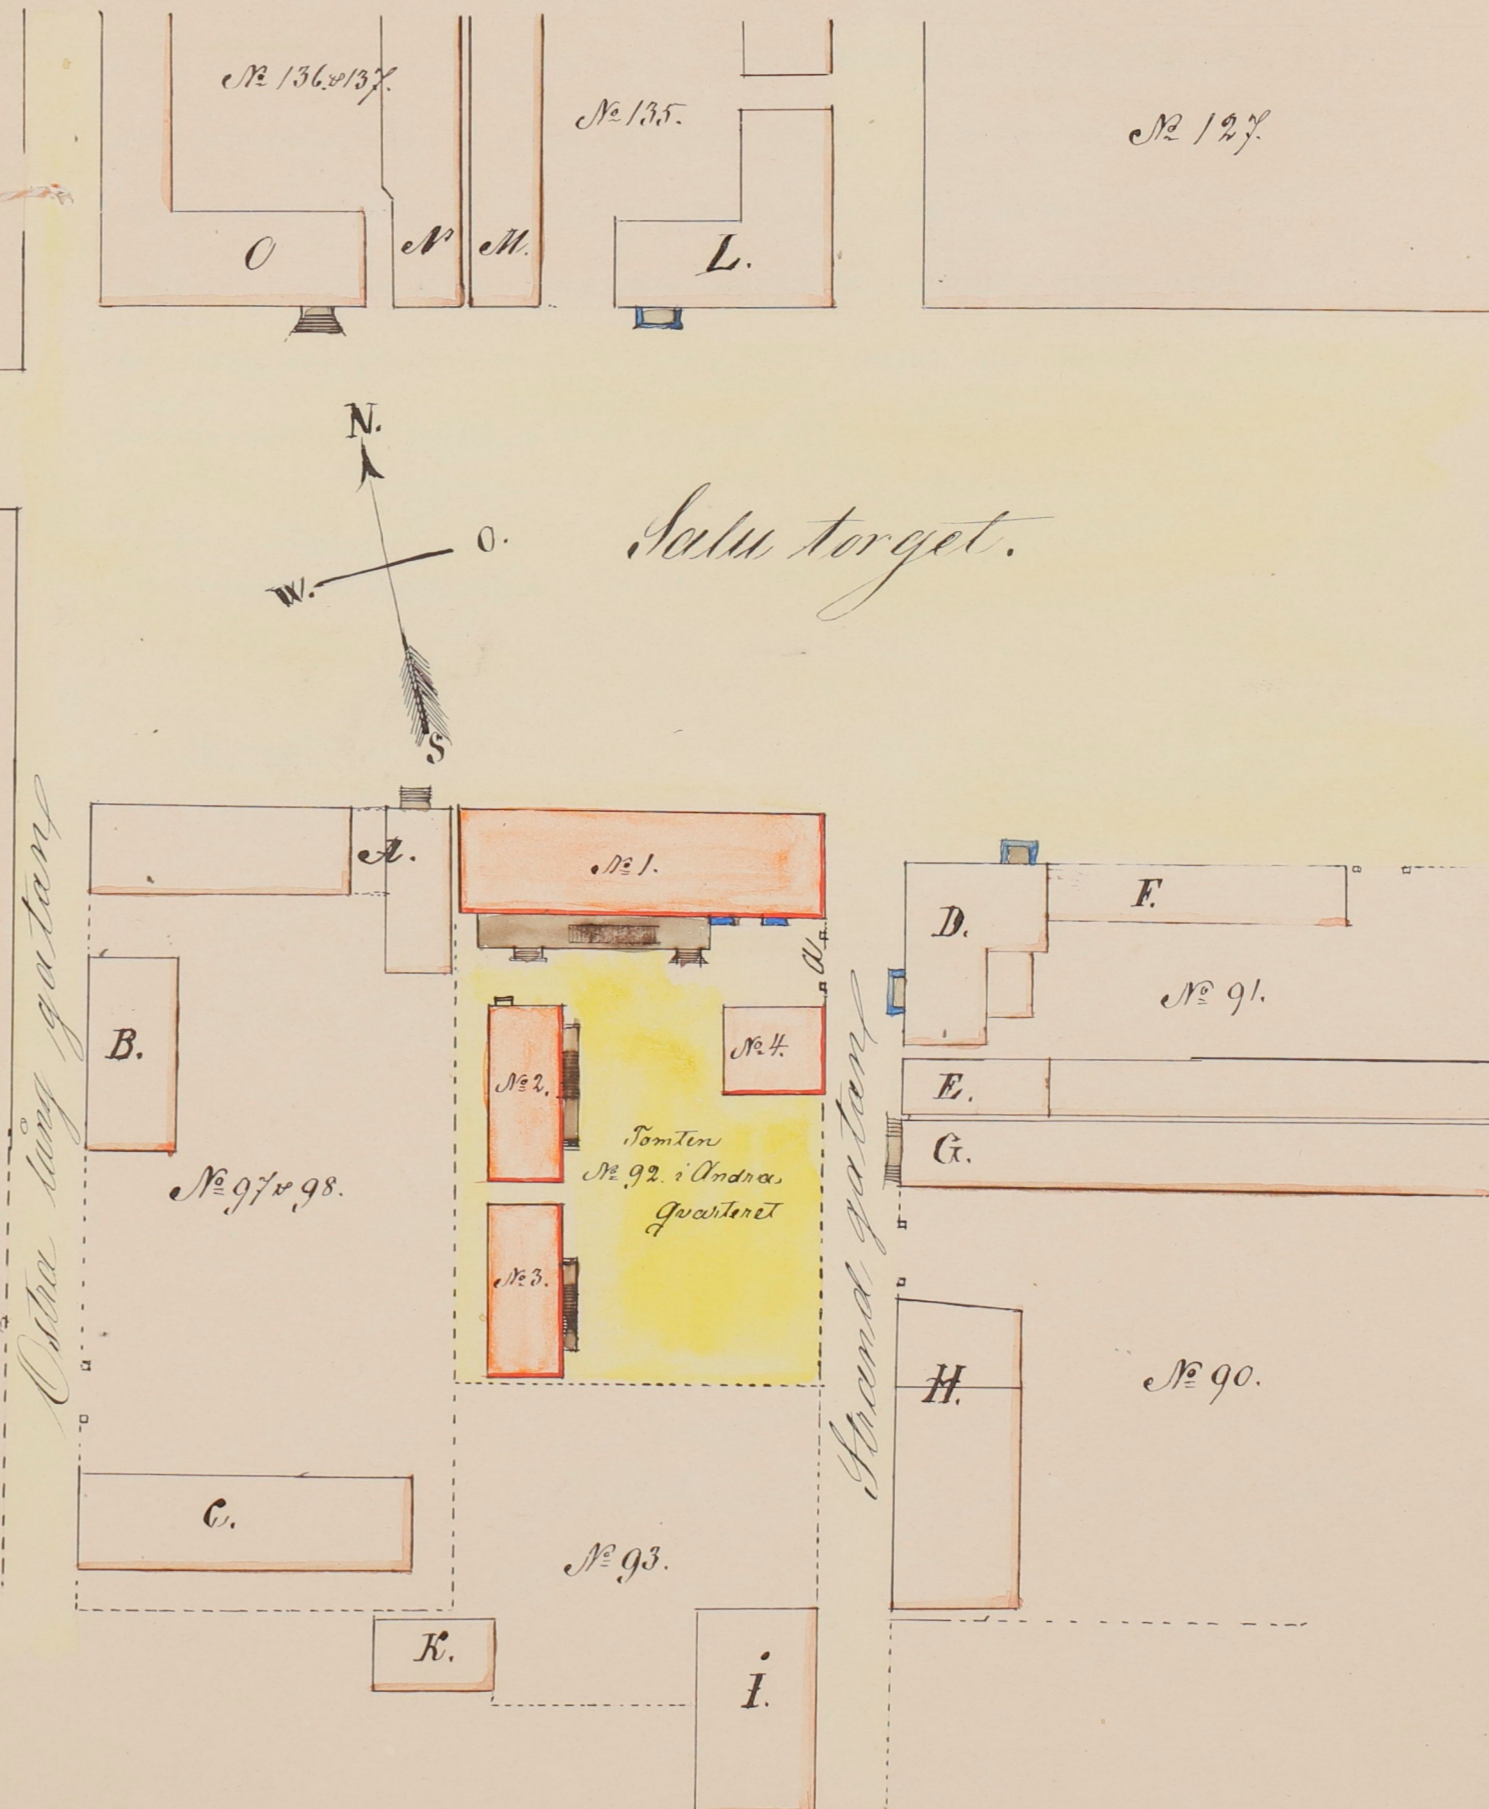 № 136.&137.
№ 135.
№ 127.
O
N
M.
L.
N.
O.
W.
S
Salu torget.
A.
№ 1.
a
D.
F.
№ 91.
B.
№ 2.
№ 4.
E.
G.
Tomten
№ 92. i Andra
Qvarteret
№ 97 & 98.
№ 3.
Östra lång gatan
Strand gatan
H.
№ 90.
C.
№ 93.
K.
I.